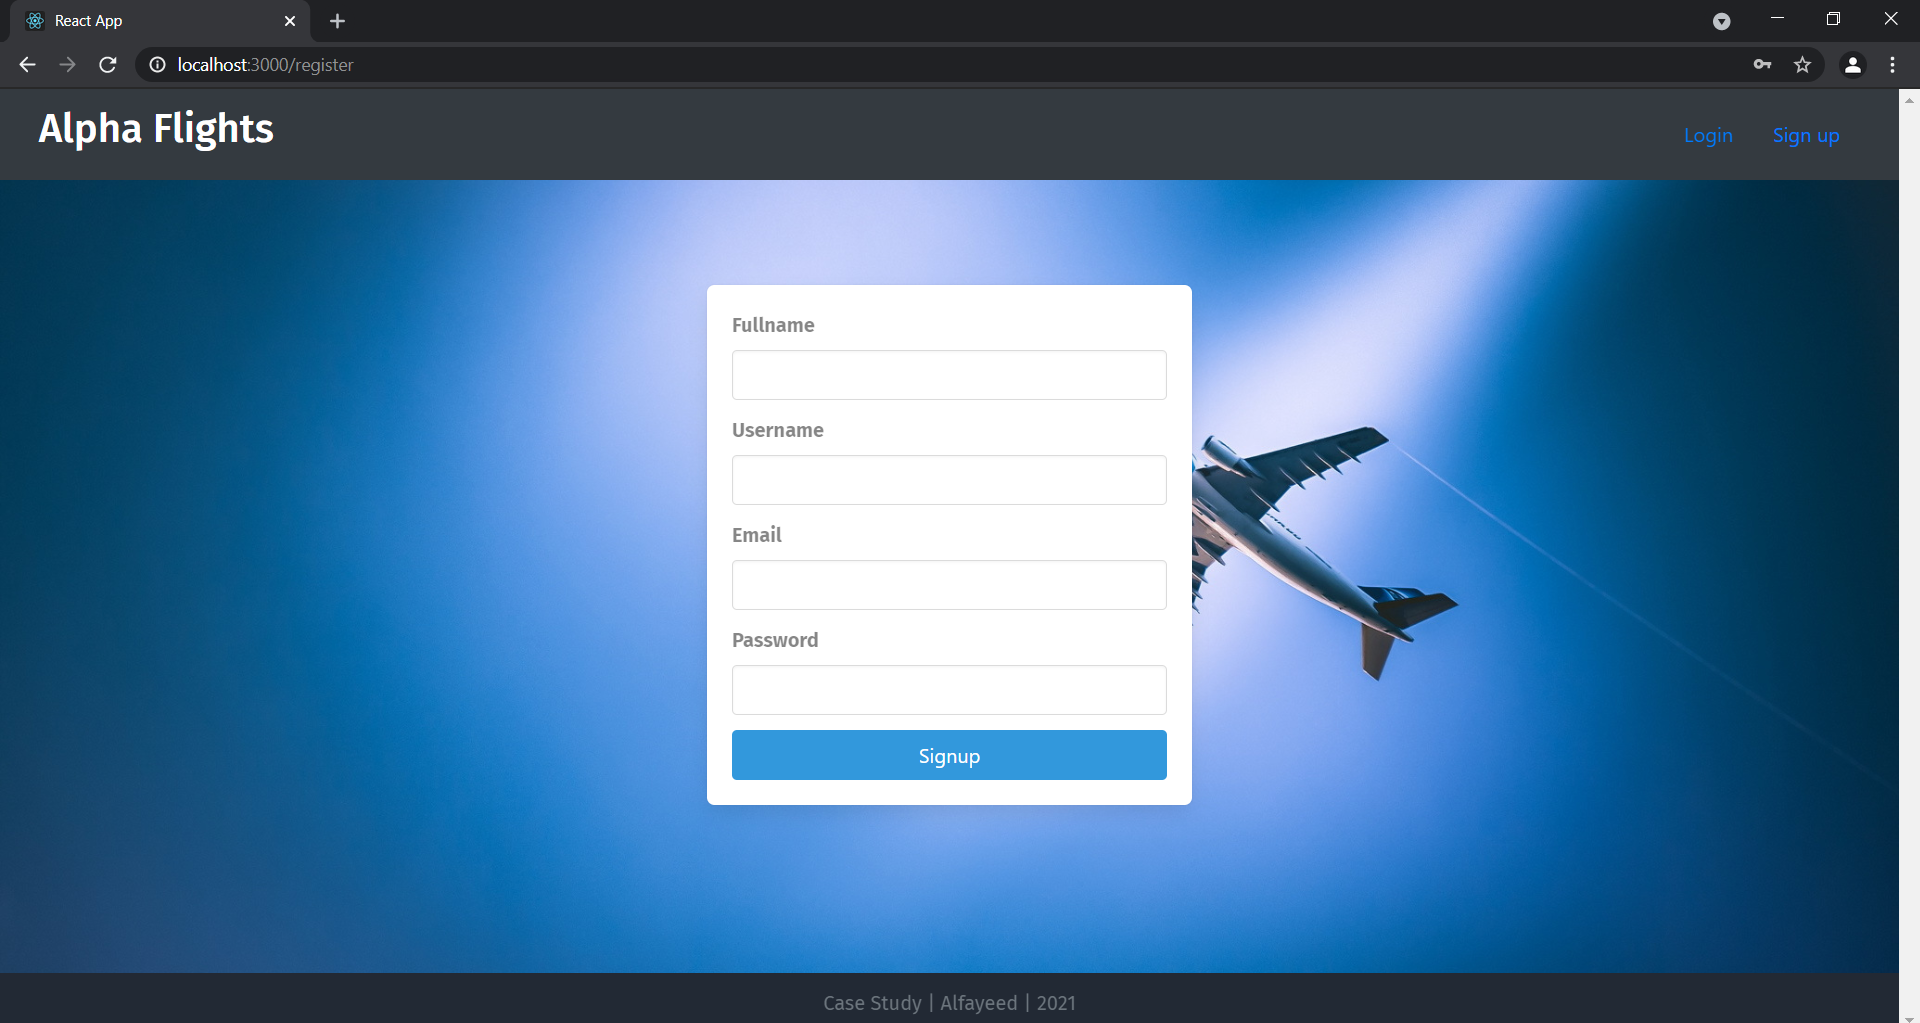 React App
localhost:3000/register
Alpha Flights
Login
Sign up
Fullname
Username
Email
Password
Signup
Case Study | Alfayeed | 2021